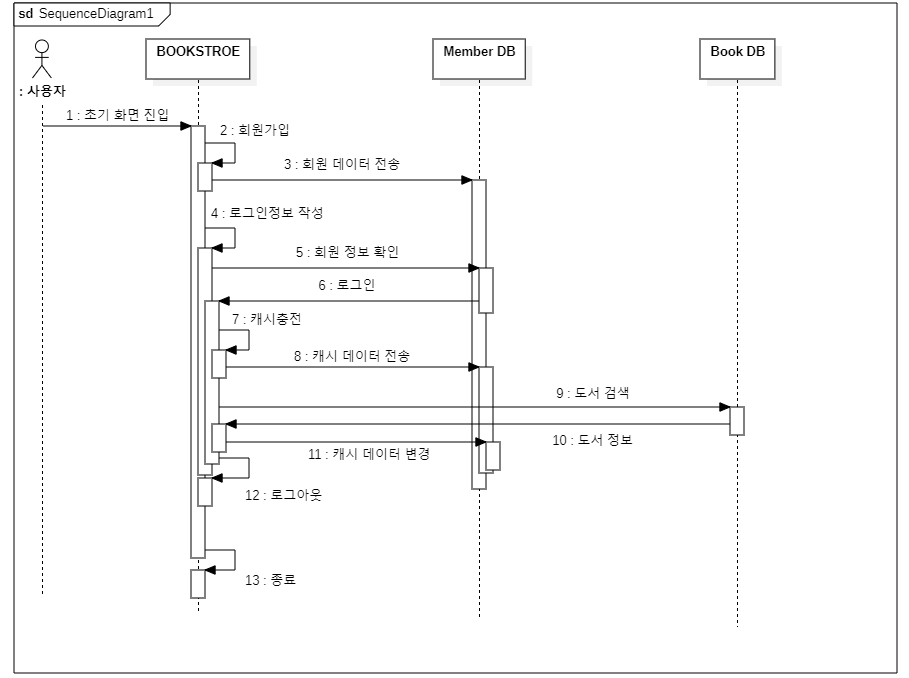 sd SequenceDiagram1
: 사용자
BOOKSTROE
Member DB
Book DB
1 : 초기 화면 진입
2 : 회원가입
3 : 회원 데이터 전송
4 : 로그인정보 작성
5 : 회원 정보 확인
6 : 로그인
7 : 캐시충전
8 : 캐시 데이터 전송
9 : 도서 검색
10 : 도서 정보
11 : 캐시 데이터 변경
12 : 로그아웃
13 : 종료